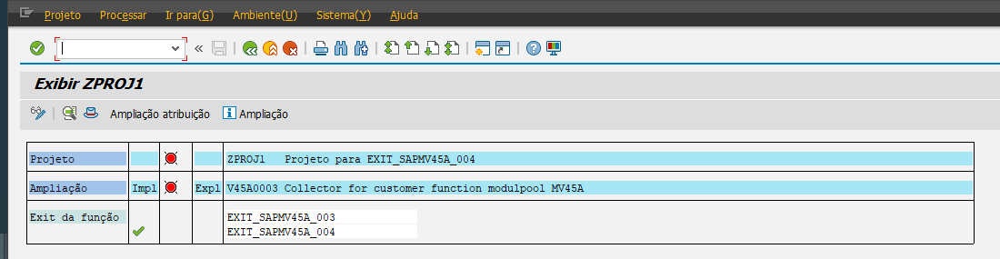 Projeto Processar Ir para(G) Ambiente(U) Sistema(Y) Ajuda
Exibir ZPROJ1
Ampliação atribuição Ampliação
Projeto ZPROJ1 Projeto para EXIT_SAPMV45A_004
Ampliação Impl Expl V45A0003 Collector for customer function modulpool MV45A
Exit da função EXIT_SAPMV45A_003
EXIT_SAPMV45A_004